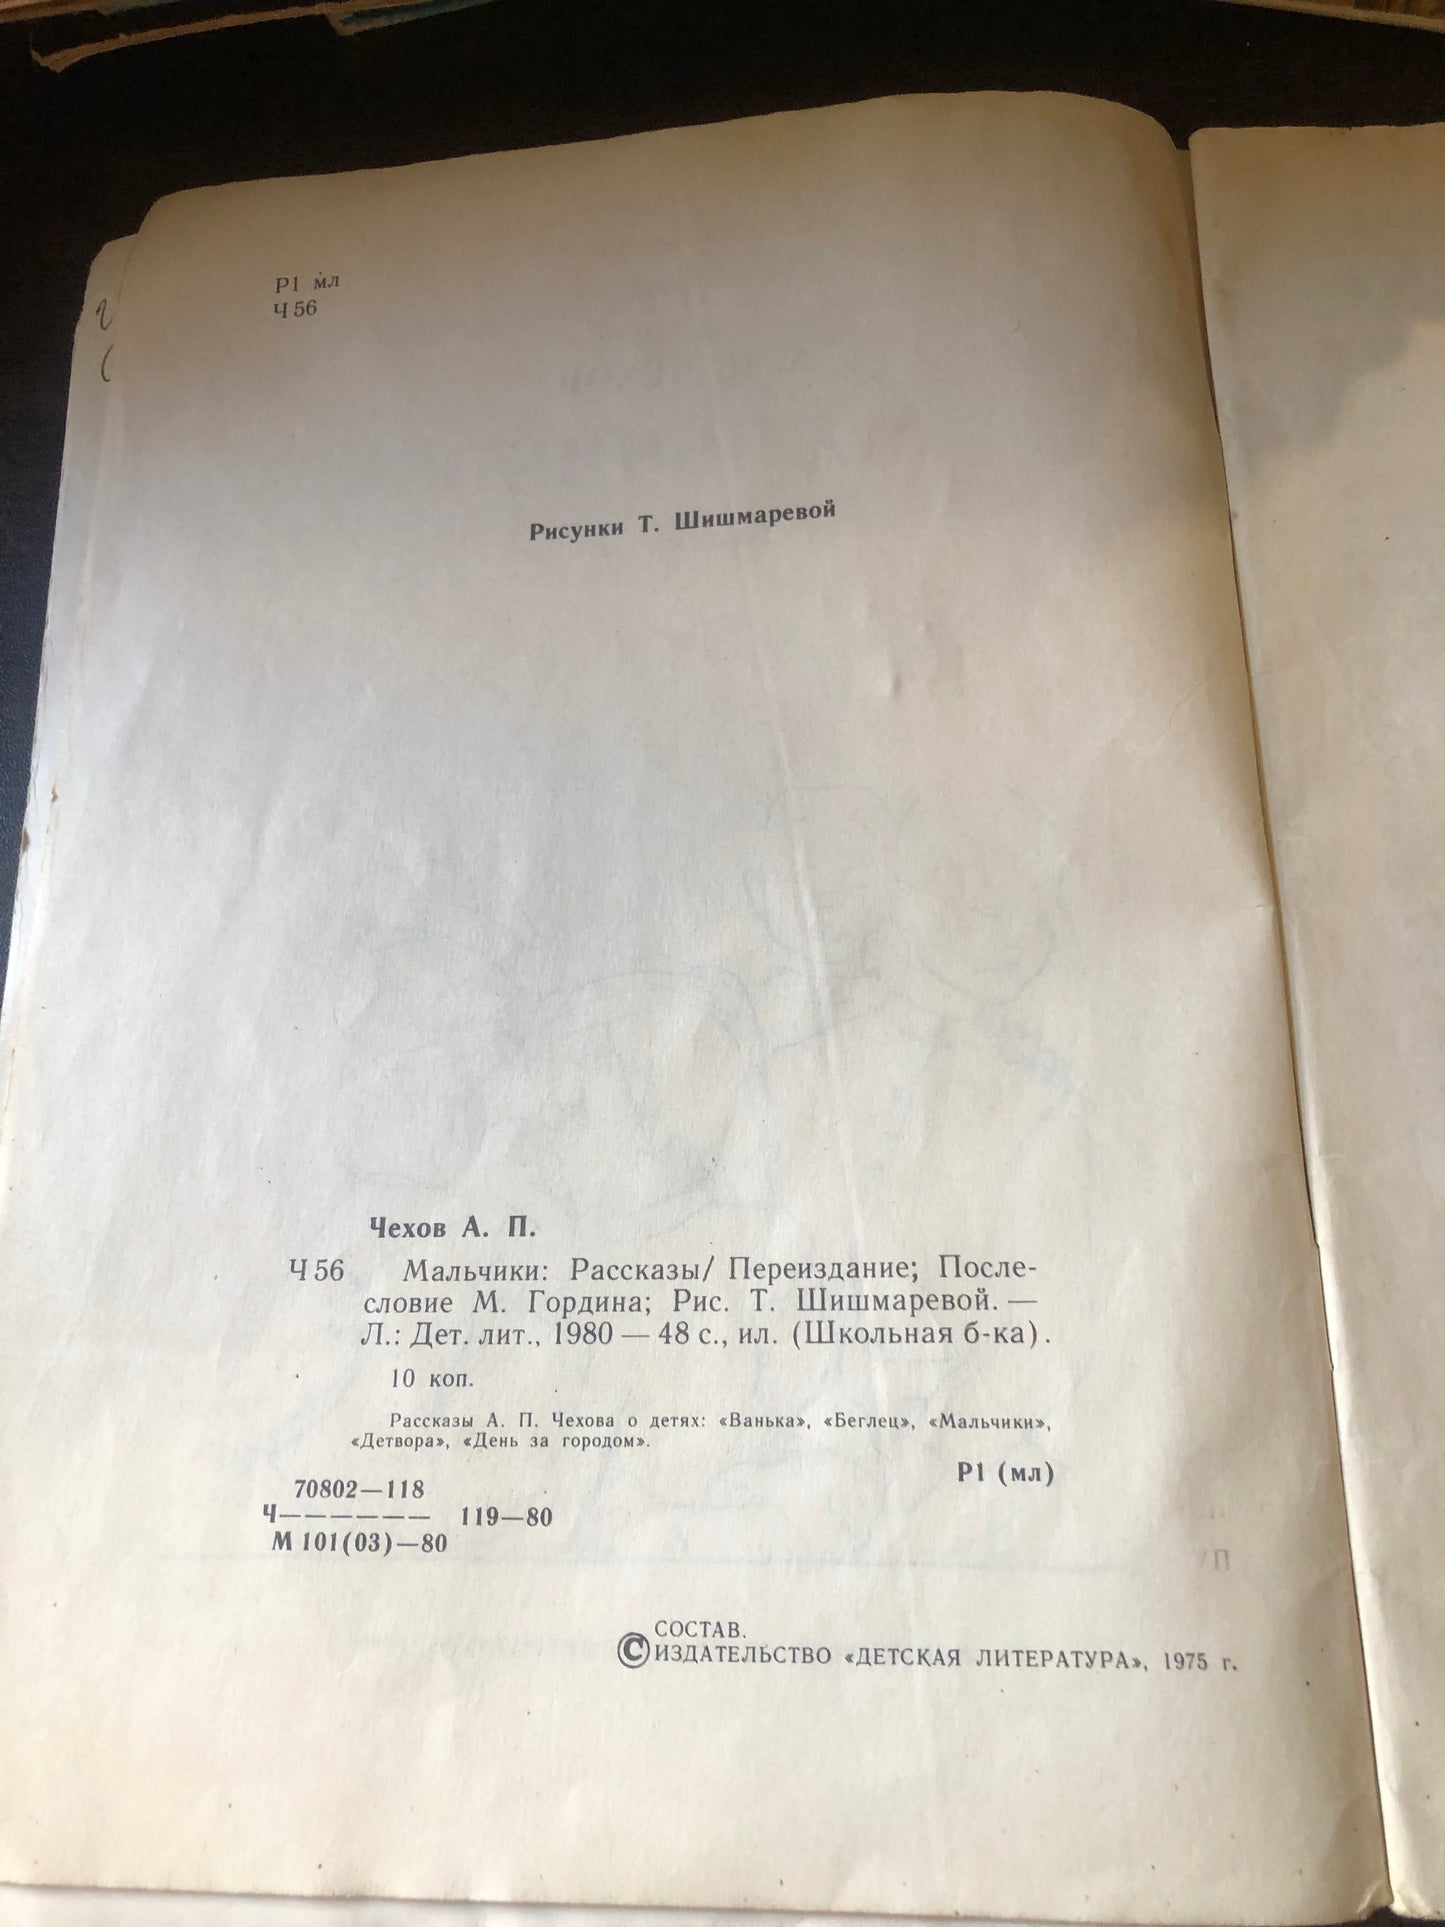 Р1 мл
Ч 56
Рисунки Т. Шишмаревой
Чехов А. П.
Ч 56 Мальчики: Рассказы/ Переиздание; После-
словие М. Гордина; Рис. Т. Шишмаревой. —
Л.: Дет. лит., 1980 — 48 с., ил. (Школьная б-ка).
10 коп.
Рассказы А. П. Чехова о детях: «Ванька», «Беглец», «Мальчики»,
«Детвора», «День за городом».
Р1 (мл)
70802—118
Ч—————— 119—80
М 101(03)—80
СОСТАВ.
© ИЗДАТЕЛЬСТВО «ДЕТСКАЯ ЛИТЕРАТУРА», 1975 г.